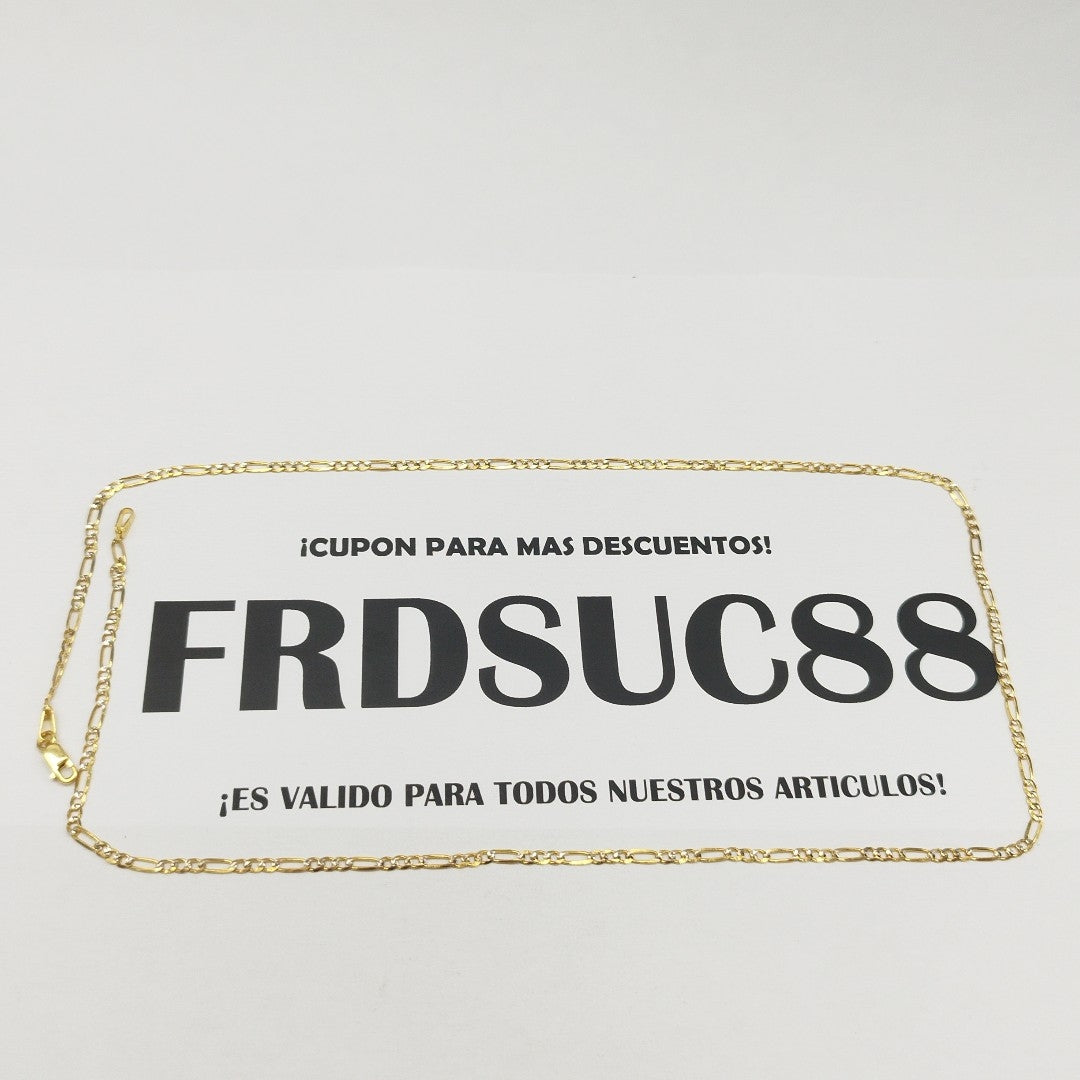 ¡CUPON PARA MAS DESCUENTOS!
FRDSUC88
¡ES VALIDO PARA TODOS NUESTROS ARTICULOS!